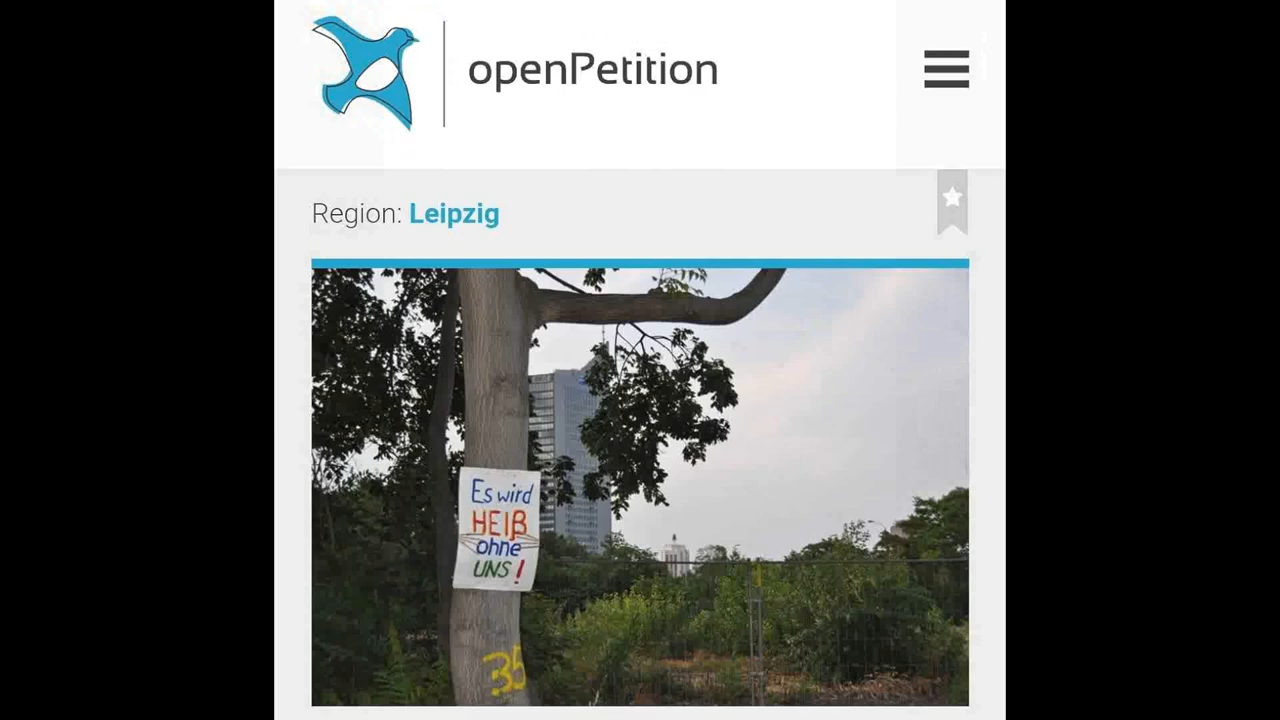 openPetition
Region: Leipzig
Es wird
HEIß
ohne
UNS!
35